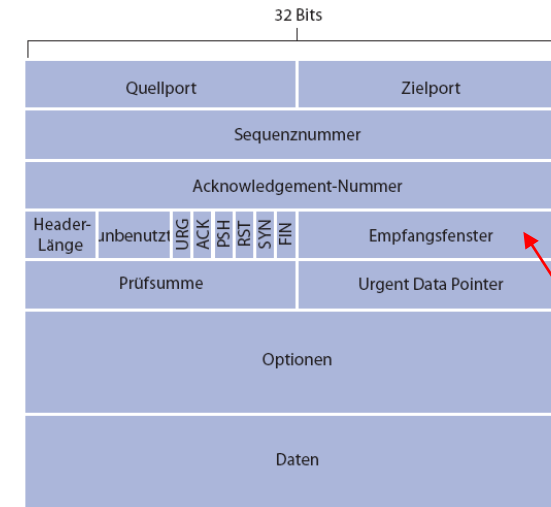 32 Bits
Quellport Zielport
Sequenznummer
Acknowledgement-Nummer
Header-
Länge unbenutzt URG ACK PSH RST SYN FIN Empfangsfenster
Prüfsumme Urgent Data Pointer
Optionen
Daten